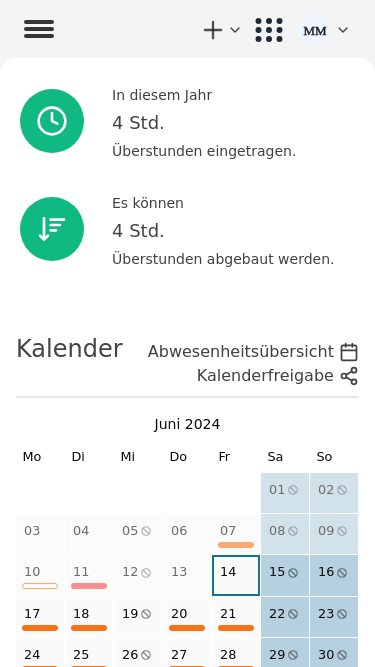 MM
In diesem Jahr
4 Std.
Überstunden eingetragen.
Es können
4 Std.
Überstunden abgebaut werden.
Kalender
Abwesenheitsübersicht
Kalenderfreigabe
Juni 2024
Mo Di Mi Do Fr Sa So
01 02
03 04 05 06 07 08 09
10 11 12 13 14 15 16
17 18 19 20 21 22 23
24 25 26 27 28 29 30